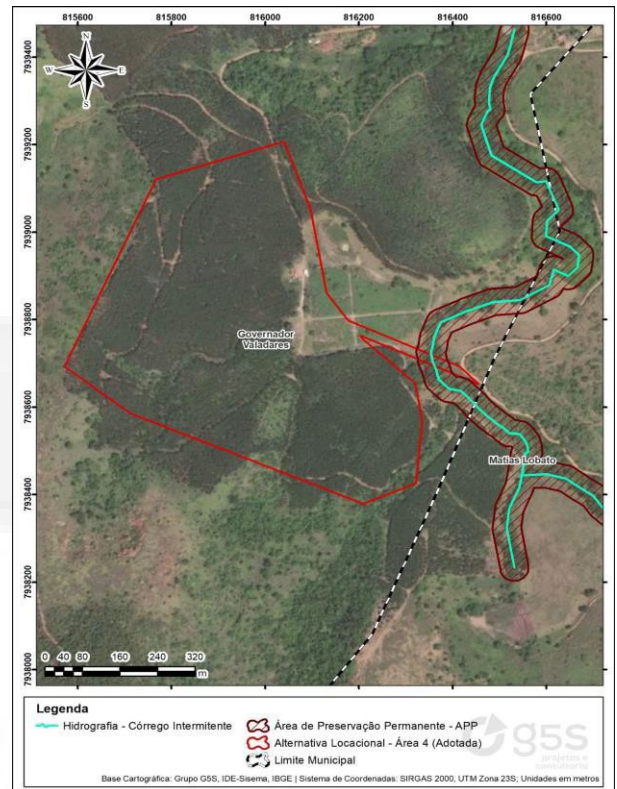 815600 815800 816000 816200 816400 816600
N
W E
S
7939400
7939200
7939000
7938800
7938600
7938400
7938200
7938000
Governador
Valadares
Matias Lobato
0 40 80 160 240 320
m
Legenda
Hidrografia - Córrego Intermitente
Área de Preservação Permanente - APP
Alternativa Locacional - Área 4 (Adotada)
Limite Municipal
g5s
projetos e
consultoria
Base Cartográfica: Grupo G5S, IDE-Sisema, IBGE | Sistema de Coordenadas: SIRGAS 2000, UTM Zona 23S; Unidades em metros